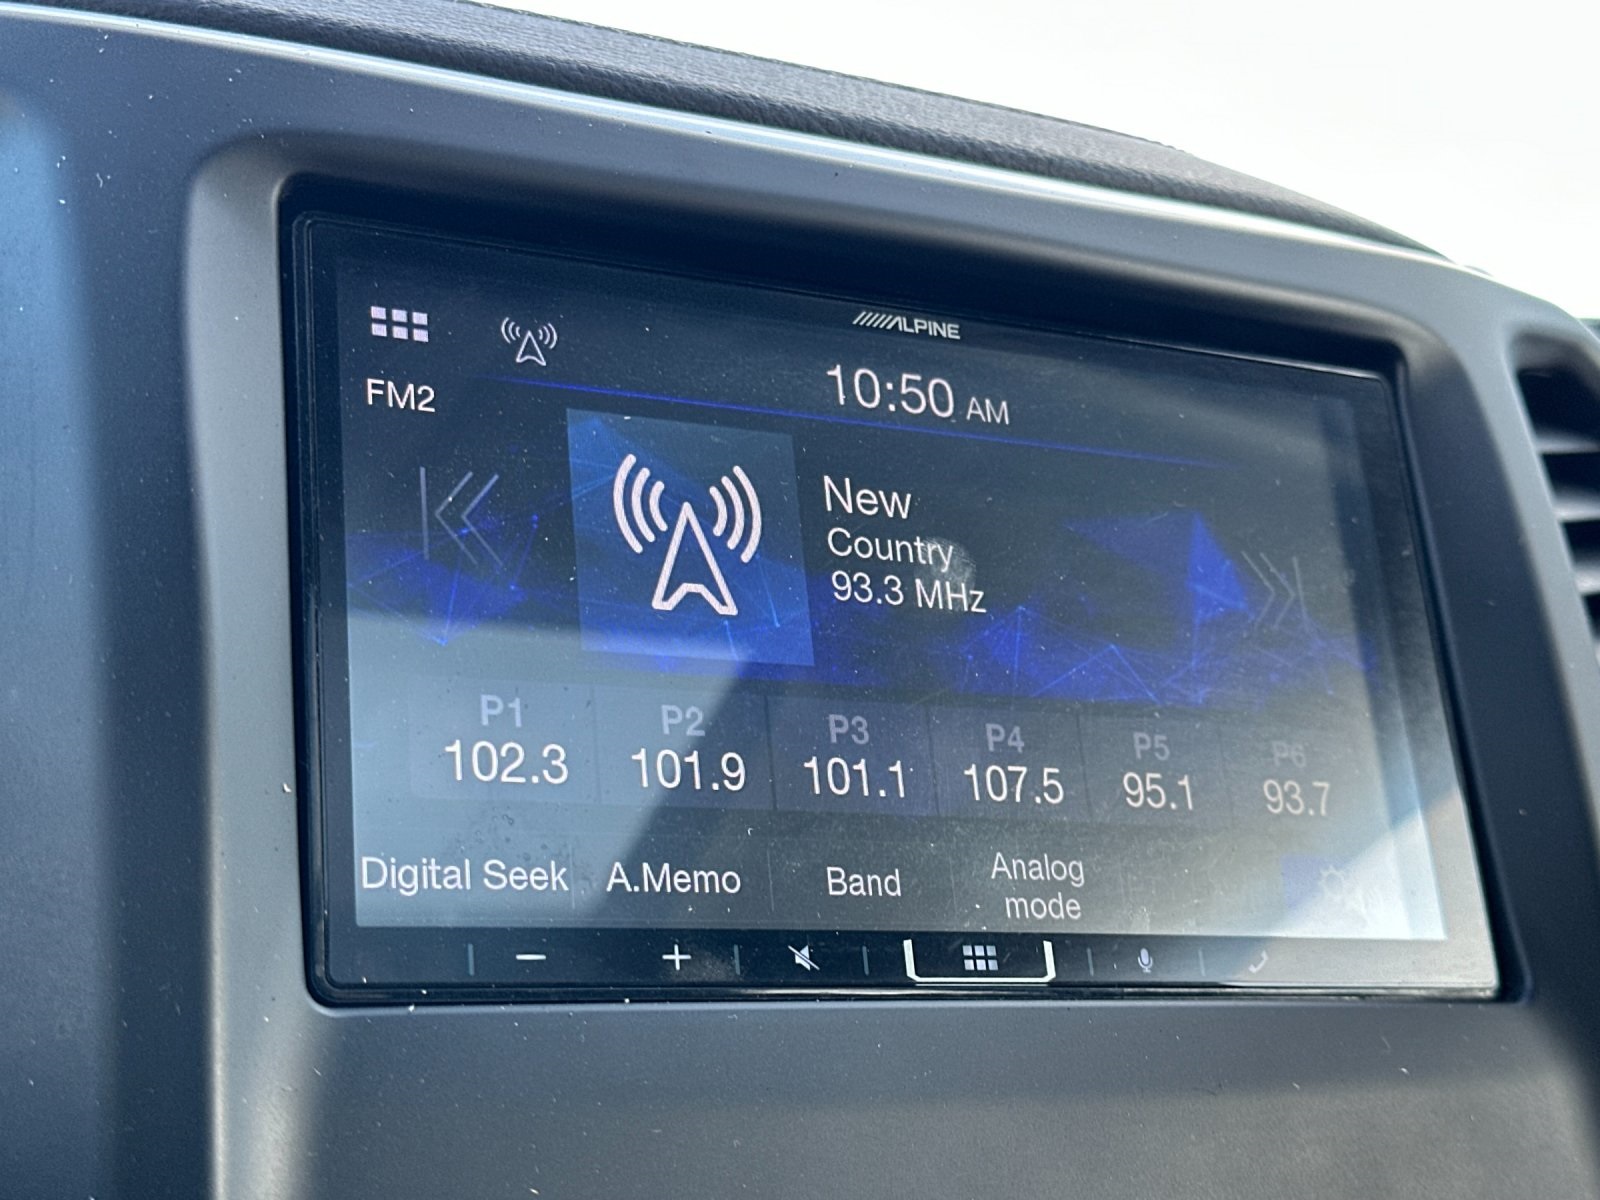 ALPINE
10:50 AM
FM2
New
Country
93.3 MHz
P1 P2 P3 P4 P5 P6
102.3 101.9 101.1 107.5 95.1 93.7
Digital Seek A.Memo Band Analog
mode